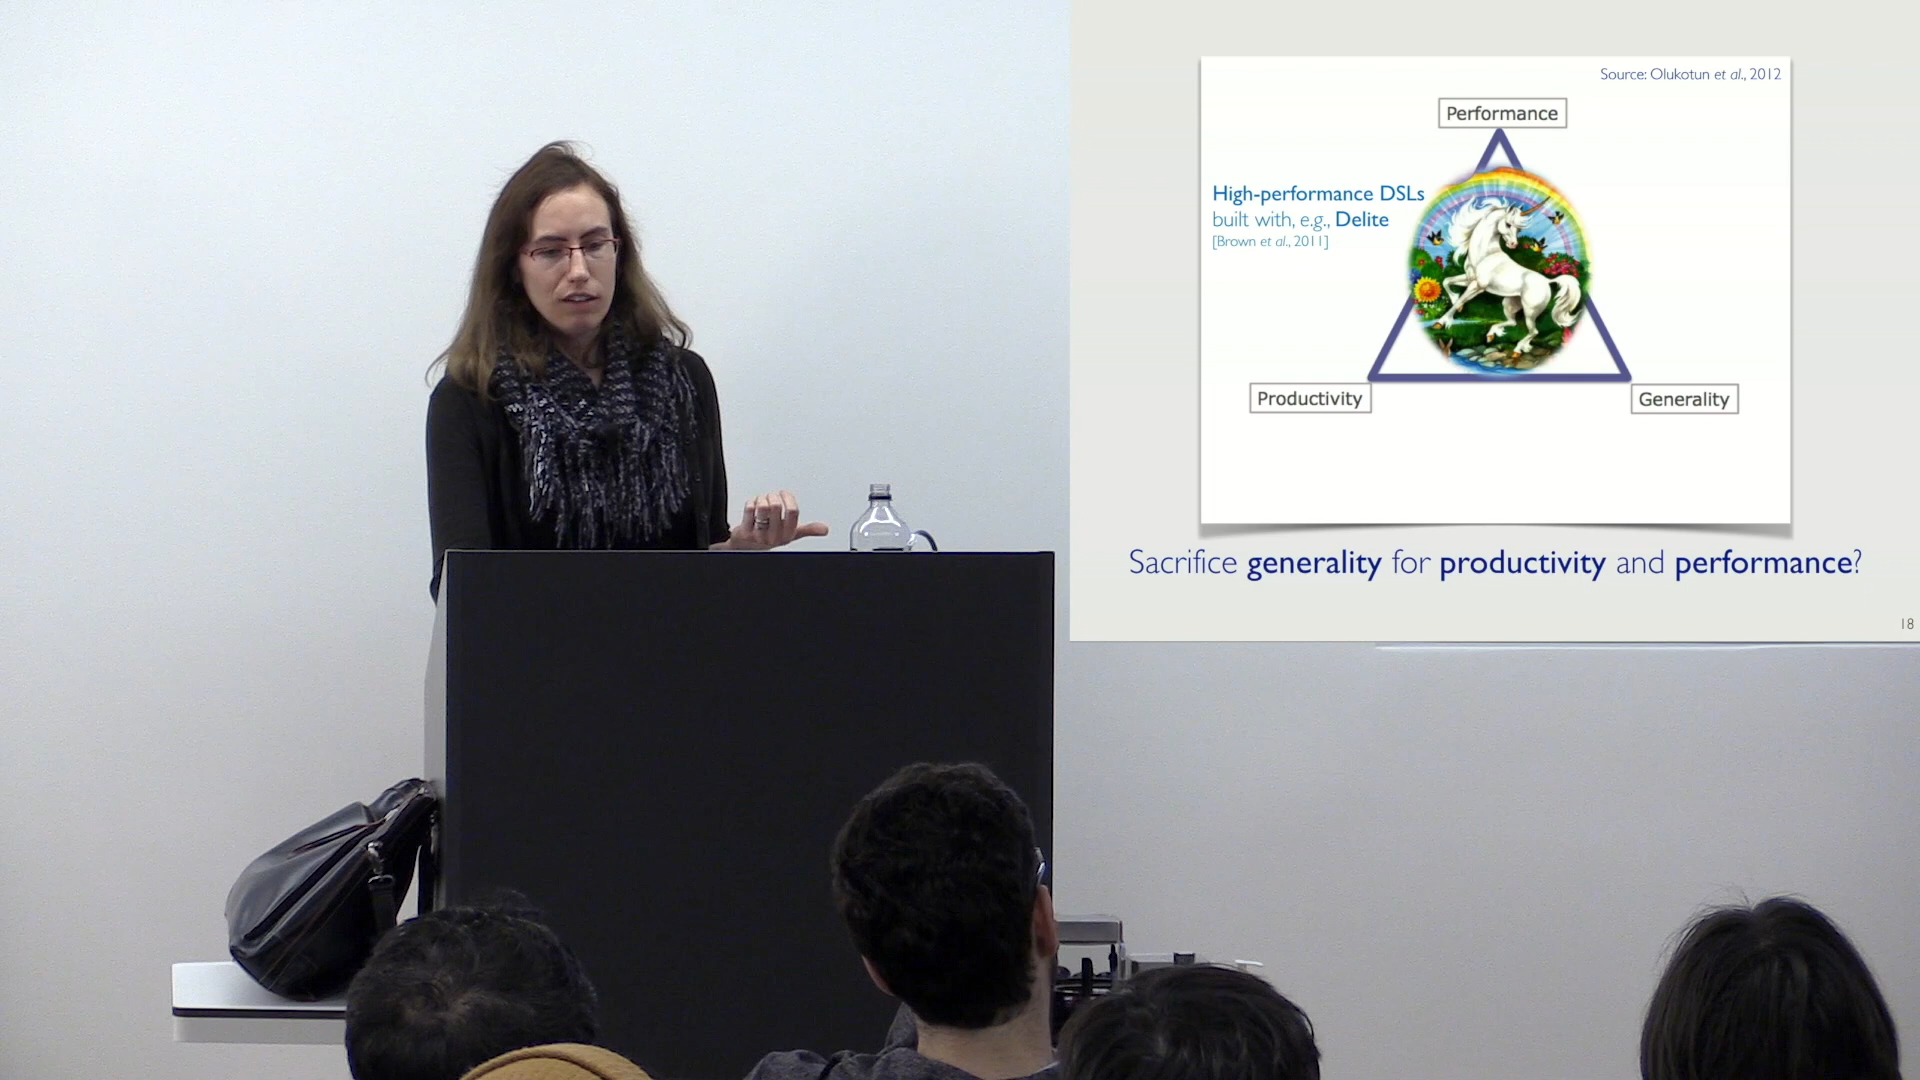 Source: Olukotun et al., 2012
Performance
High-performance DSLs
built with, e.g., Delite
[Brown et al., 2011]
Productivity
Generality
Sacrifice generality for productivity and performance?
18